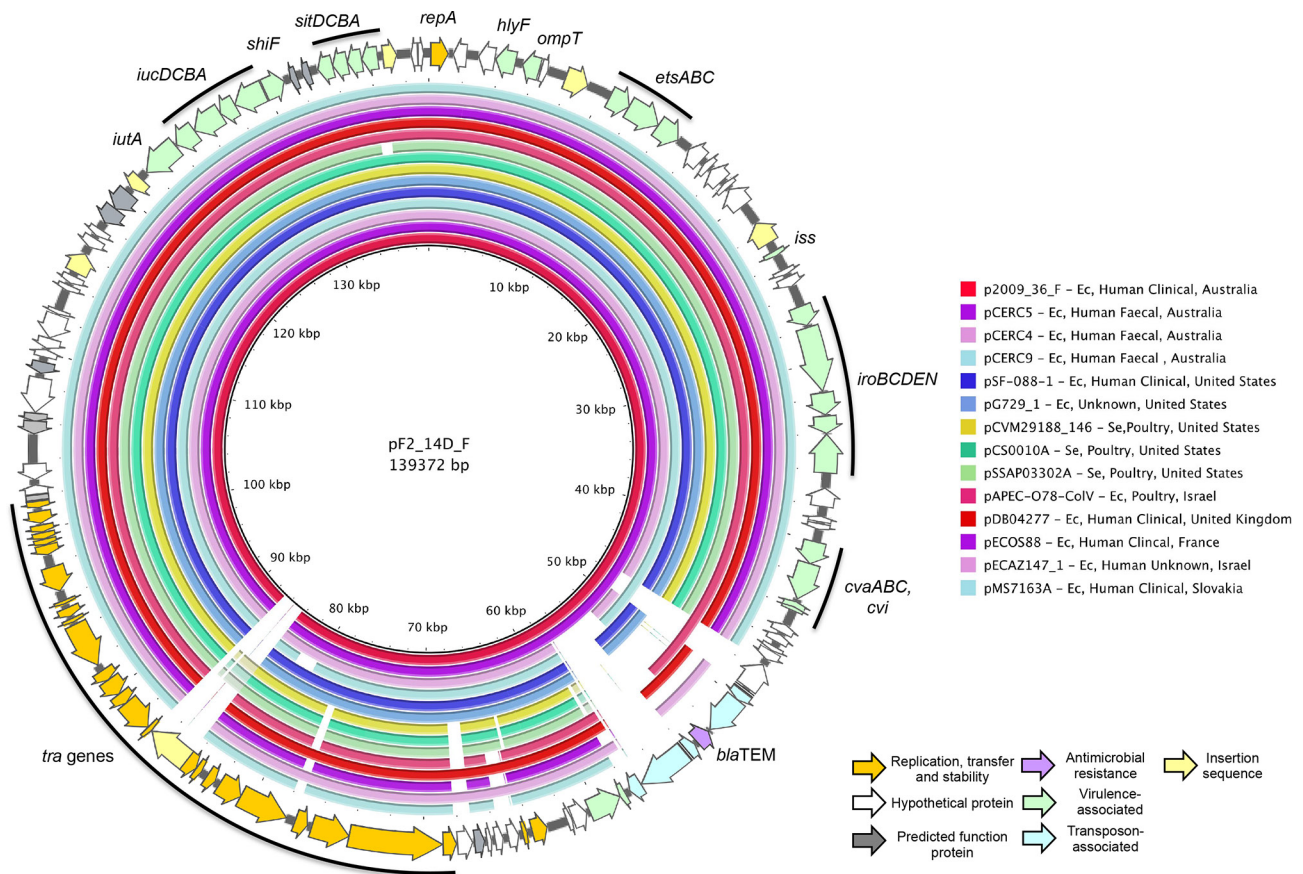 sitDCBA
repA
hlyF
ompT
shiF
iucDCBA
etsABC
iutA
iss
iroBCDEN
cvaABC,
cvi
blaTEM
tra genes
130 kbp
10 kbp
120 kbp
20 kbp
110 kbp
30 kbp
100 kbp
40 kbp
90 kbp
50 kbp
80 kbp
60 kbp
70 kbp
pF2_14D_F
139372 bp
p2009_36_F – Ec, Human Clinical, Australia
pCERC5 – Ec, Human Faecal, Australia
pCERC4 – Ec, Human Faecal, Australia
pCERC9 – Ec, Human Faecal , Australia
pSF-088-1 – Ec, Human Clinical, United States
pG729_1 – Ec, Unknown, United States
pCVM29188_146 – Se,Poultry, United States
pCS0010A – Se, Poultry, United States
pSSAP03302A – Se, Poultry, United States
pAPEC-O78-ColV – Ec, Poultry, Israel
pDB04277 – Ec, Human Clinical, United Kingdom
pECOS88 – Ec, Human Clincal, France
pECAZ147_1 – Ec, Human Unknown, Israel
pMS7163A – Ec, Human Clinical, Slovakia
Replication, transfer
and stability
Antimicrobial
resistance
Insertion
sequence
Hypothetical protein
Virulence-
associated
Predicted function
protein
Transposon-
associated